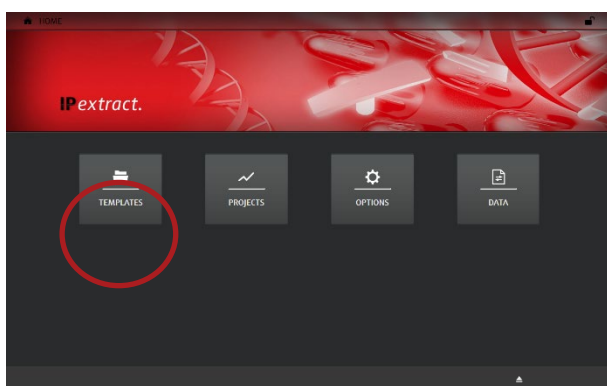 HOME
IPextract.
TEMPLATES
PROJECTS
OPTIONS
DATA